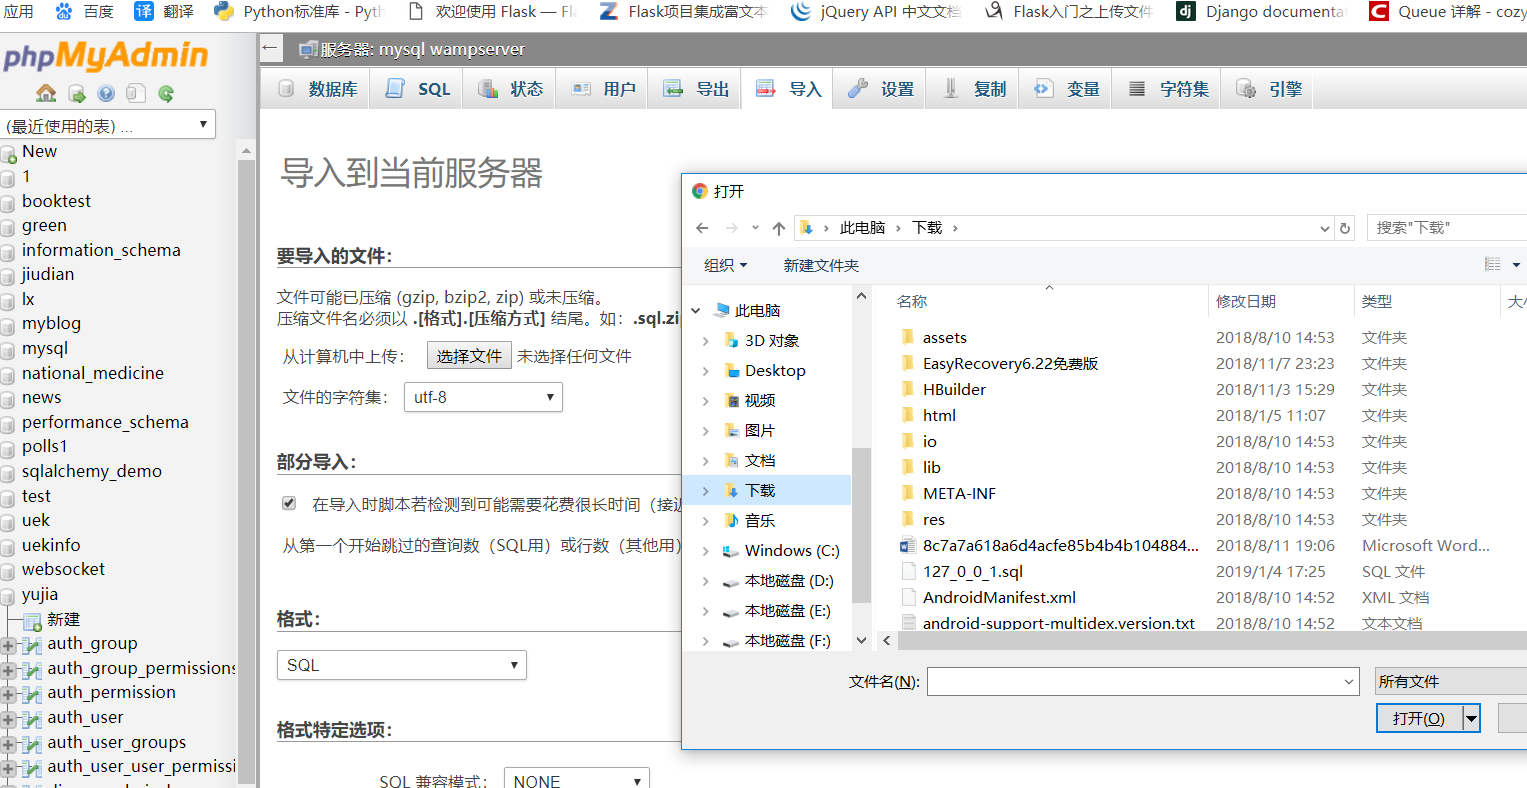 应用 百度 译 翻译 Python标准库 - Pyth 欢迎使用 Flask — Fla Flask项目集成富文本 jQuery API 中文文档 Flask入门之上传文件 dj Django documenta Queue 详解 - cozy
phpMyAdmin
服务器: mysql wampserver
数据库 SQL 状态 用户 导出 导入 设置 复制 变量 字符集 引擎
(最近使用的表) ...
New
1
booktest
green
information_schema
jiudian
lx
myblog
mysql
national_medicine
news
performance_schema
polls1
sqlalchemy_demo
test
uek
uekinfo
websocket
yujia
新建
auth_group
auth_group_permissions
auth_permission
auth_user
auth_user_groups
auth_user_user_permissi
导入到当前服务器
要导入的文件：
文件可能已压缩 (gzip, bzip2, zip) 或未压缩。
压缩文件名必须以 .[格式].[压缩方式] 结尾。如：.sql.zip
从计算机中上传： 选择文件 未选择任何文件
文件的字符集： utf-8
部分导入：
在导入时脚本若检测到可能需要花费很长时间（接近
从第一个开始跳过的查询数（SQL用）或行数（其他用）
格式：
SQL
格式特定选项：
SQL 兼容模式： NONE
打开
此电脑 › 下载 ›
搜索"下载"
组织 新建文件夹
此电脑
3D 对象
Desktop
视频
图片
文档
下载
音乐
Windows (C:)
本地磁盘 (D:)
本地磁盘 (E:)
本地磁盘 (F:)
名称 修改日期 类型 大小
assets 2018/8/10 14:53 文件夹
EasyRecovery6.22免费版 2018/11/7 23:23 文件夹
HBuilder 2018/11/3 15:29 文件夹
html 2018/1/5 11:07 文件夹
io 2018/8/10 14:53 文件夹
lib 2018/8/10 14:53 文件夹
META-INF 2018/8/10 14:53 文件夹
res 2018/8/10 14:53 文件夹
8c7a7a618a6d4acfe85b4b4b104884... 2018/8/11 19:06 Microsoft Word...
127_0_0_1.sql 2019/1/4 17:25 SQL 文件
AndroidManifest.xml 2018/8/10 14:52 XML 文档
android-support-multidex.version.txt 2018/8/10 14:52 文本文档
文件名(N): 所有文件
打开(O)